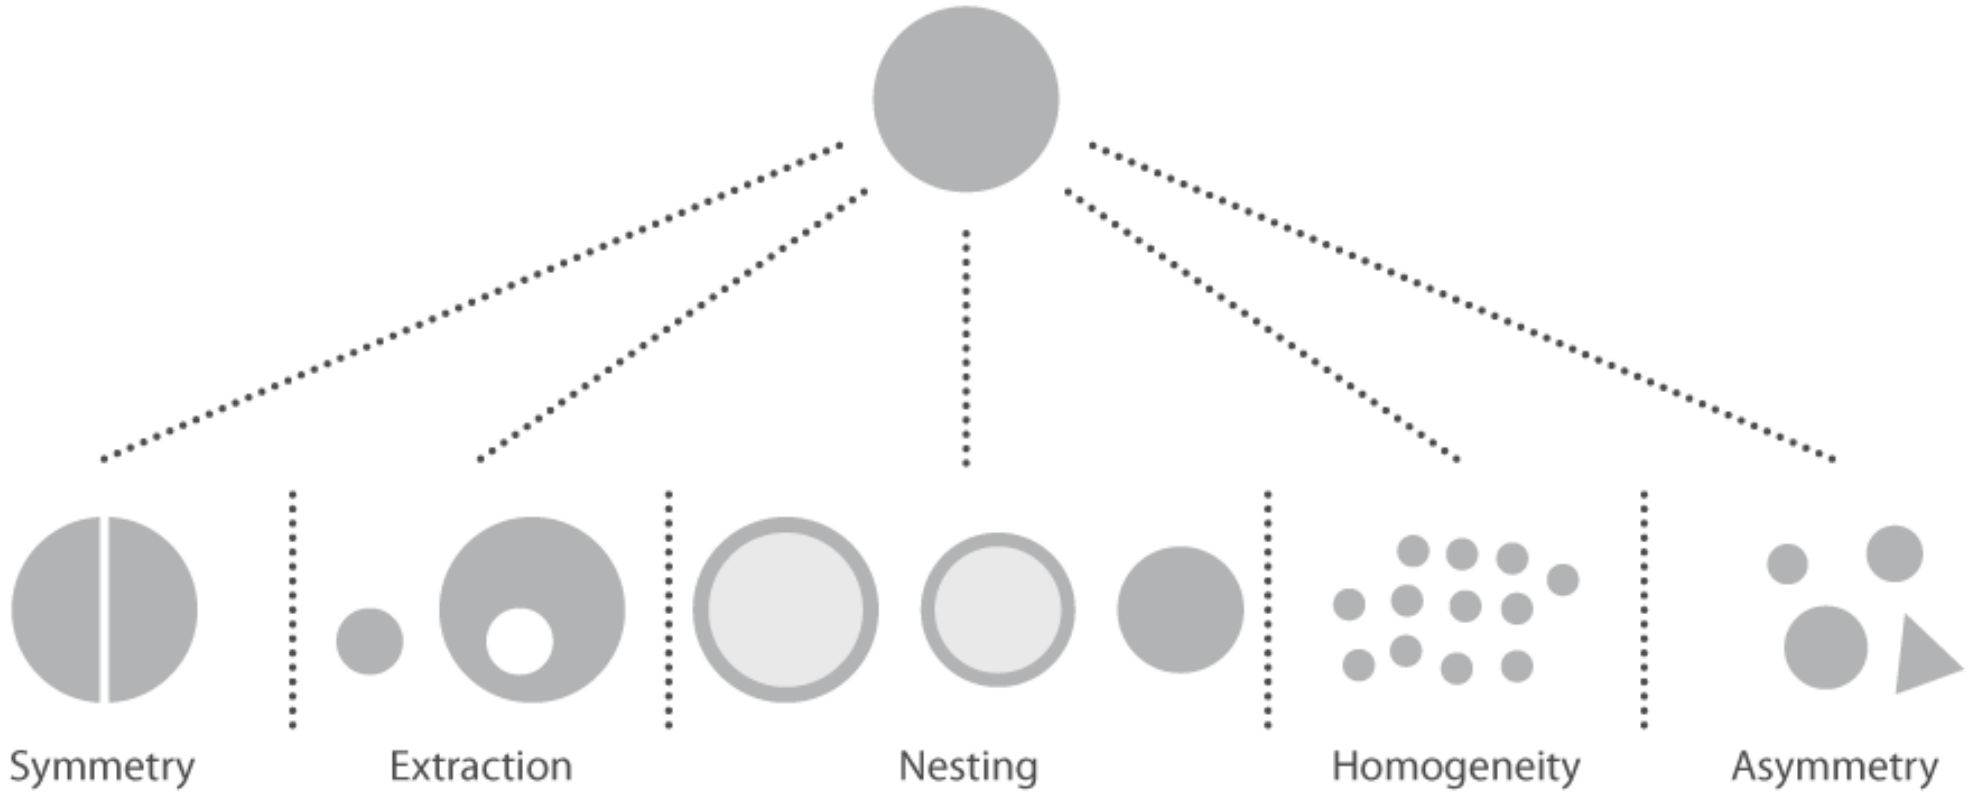 Symmetry
Extraction
Nesting
Homogeneity
Asymmetry